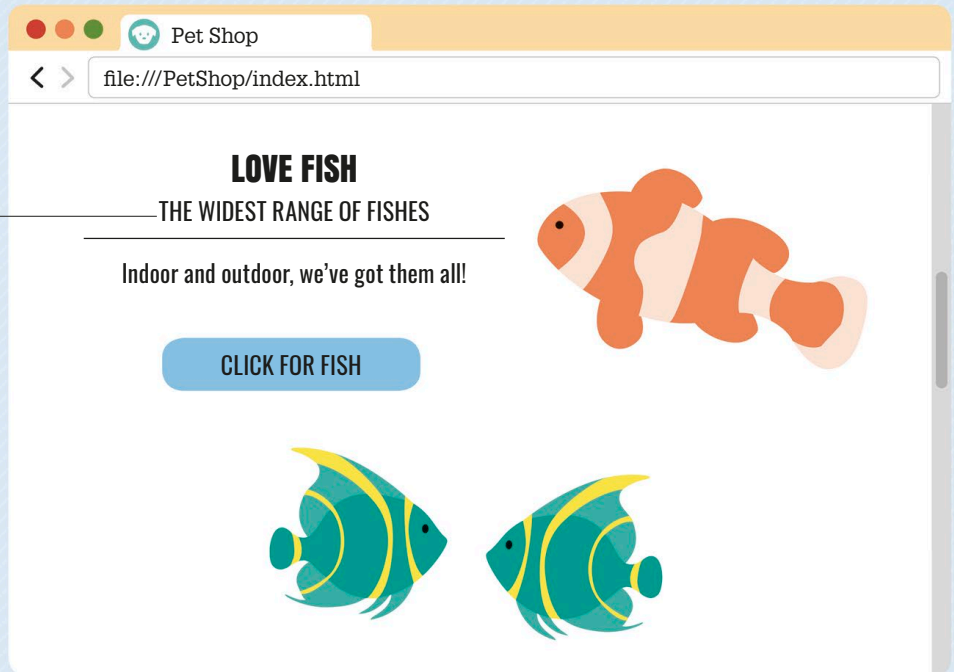 Pet Shop
file:///PetShop/index.html
LOVE FISH
THE WIDEST RANGE OF FISHES
Indoor and outdoor, we’ve got them all!
CLICK FOR FISH